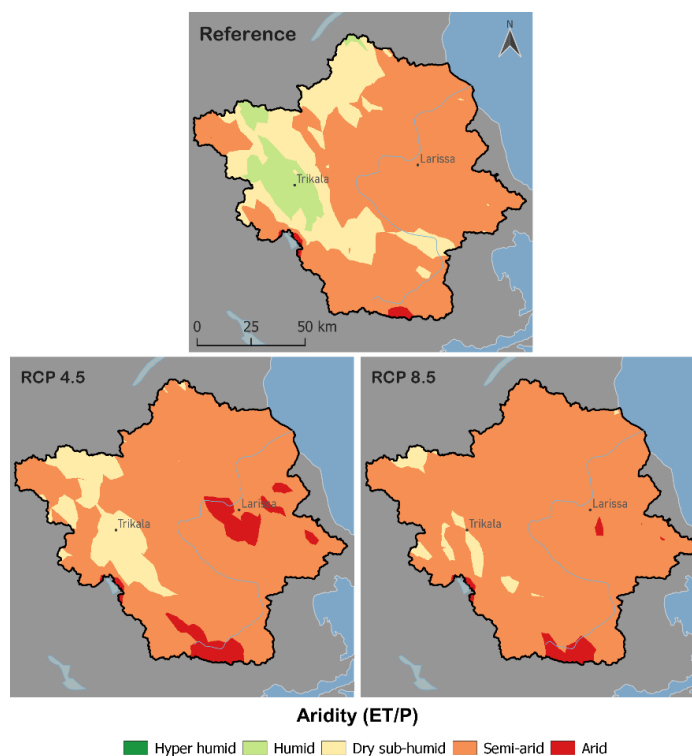 Reference
N
Trikala
Larissa
0 25 50 km
RCP 4.5
Trikala
Larissa
RCP 8.5
Trikala
Larissa
Aridity (ET/P)
Hyper humid Humid Dry sub-humid Semi-arid Arid